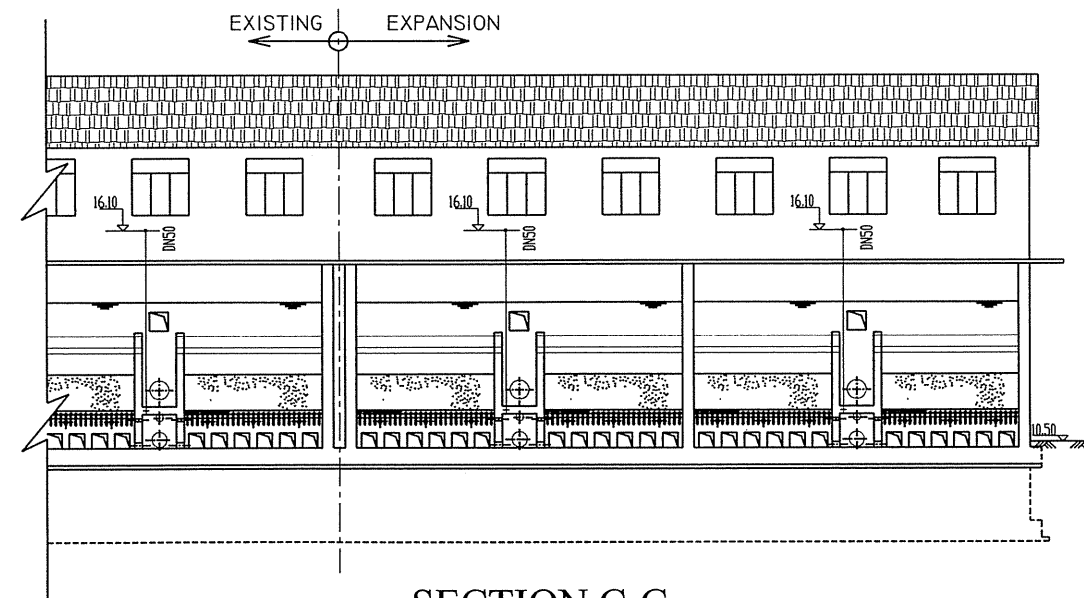 EXISTING EXPANSION
16.10 16.10 16.10
DN50 DN50 DN50
10.50
SECTION G-G